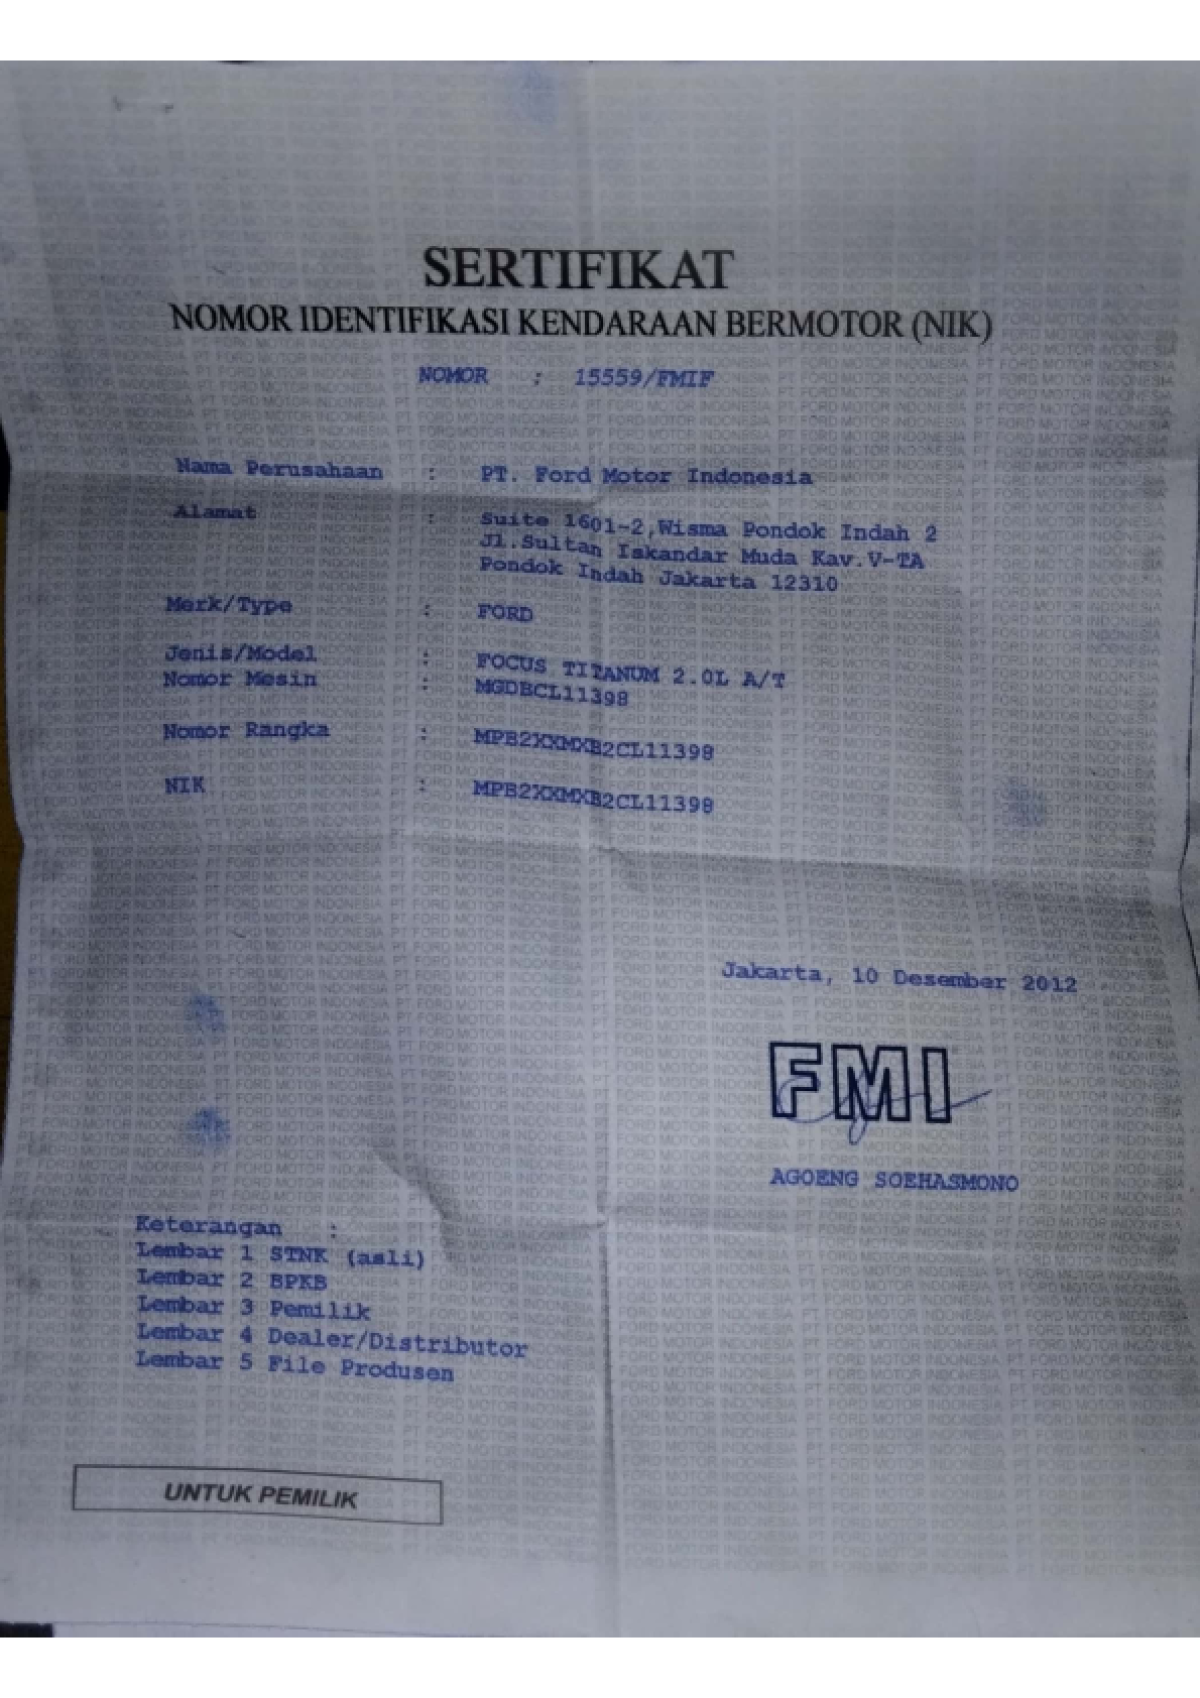 SERTIFIKAT
NOMOR IDENTIFIKASI KENDARAAN BERMOTOR (NIK)
NOMOR : 15559/FMIF
Nama Perusahaan : PT. Ford Motor Indonesia
Alamat : Suite 1601-2,Wisma Pondok Indah 2
Jl.Sultan Iskandar Muda Kav.V-TA
Pondok Indah Jakarta 12310
Merk/Type : FORD
Jenis/Model : FOCUS TITANUM 2.0L A/T
Nomor Mesin : MGDBCL11398
Nomor Rangka : MPB2XXMXB2CL11398
NIK : MPB2XXMXB2CL11398
Jakarta, 10 Desember 2012
FMI
AGOENG SOEHASMONO
Keterangan :
Lembar 1 STNK (asli)
Lembar 2 BPKB
Lembar 3 Pemilik
Lembar 4 Dealer/Distributor
Lembar 5 File Produsen
UNTUK PEMILIK